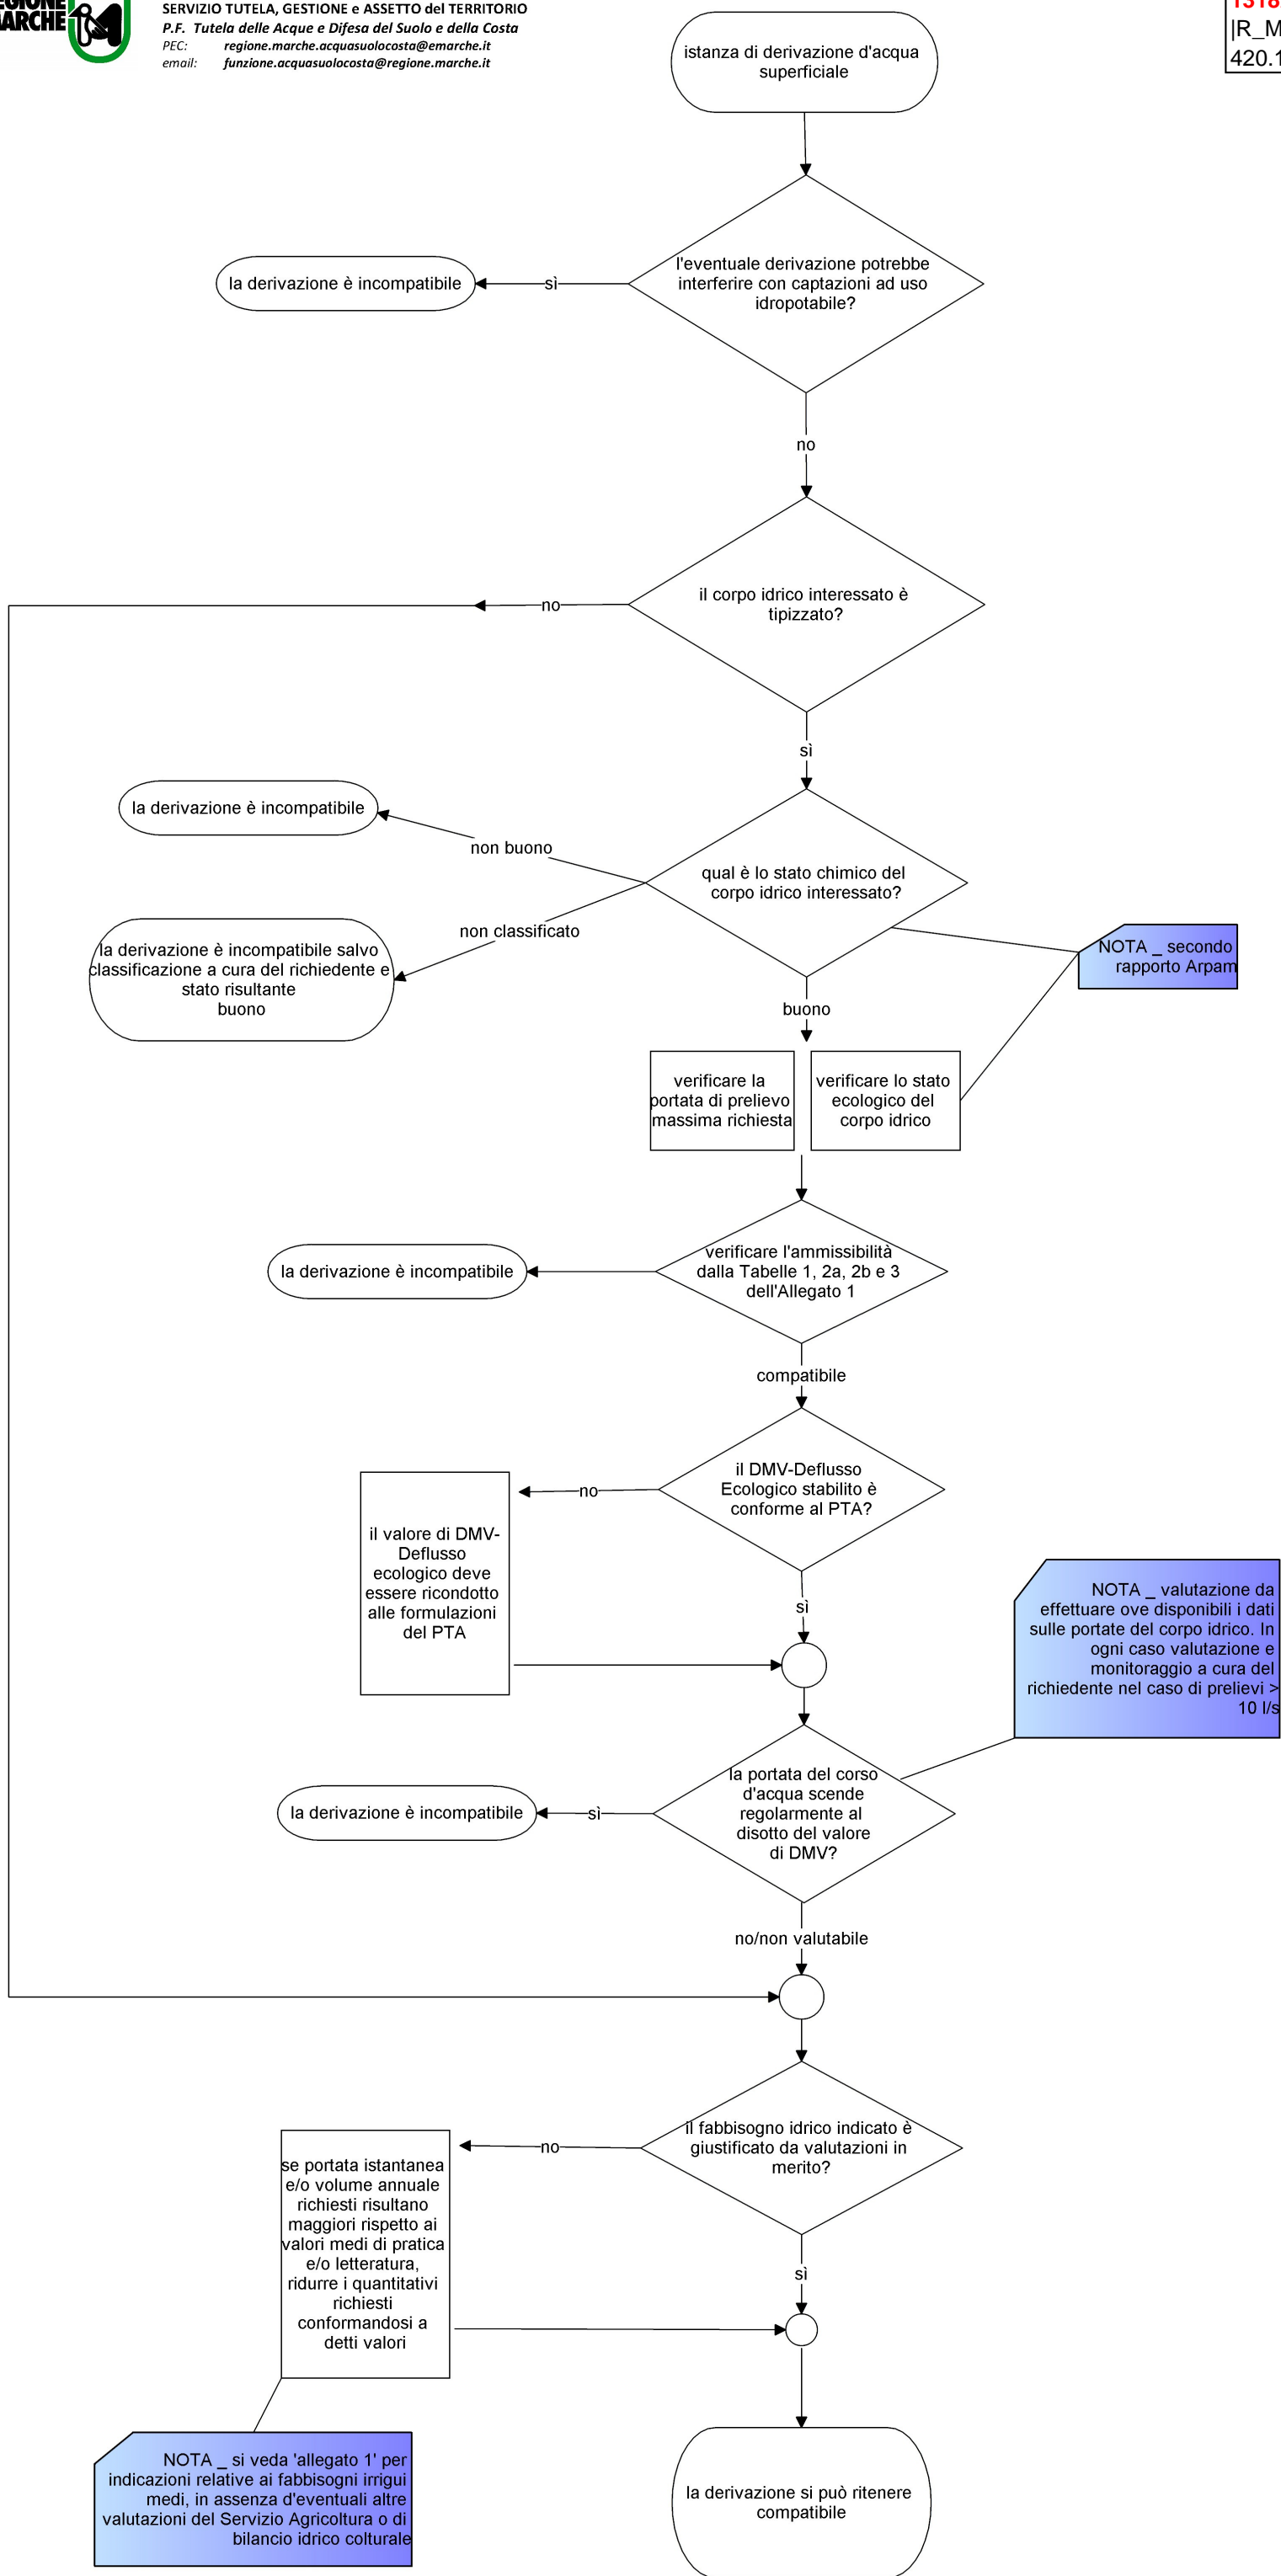 MARCHE
SERVIZIO TUTELA, GESTIONE e ASSETTO del TERRITORIO
P.F. Tutela delle Acque e Difesa del Suolo e della Costa
PEC: regione.marche.acquasuolocosta@emarche.it
email: funzione.acquasuolocosta@regione.marche.it
|R_M
420.1
istanza di derivazione d'acqua
superficiale
l'eventuale derivazione potrebbe
interferire con captazioni ad uso
idropotabile?
sì
la derivazione è incompatibile
no
il corpo idrico interessato è
tipizzato?
no
sì
qual è lo stato chimico del
corpo idrico interessato?
non buono
la derivazione è incompatibile
non classificato
la derivazione è incompatibile salvo
classificazione a cura del richiedente e
stato risultante
buono
NOTA _ secondo
rapporto Arpam
buono
verificare la
portata di prelievo
massima richiesta
verificare lo stato
ecologico del
corpo idrico
verificare l'ammissibilità
dalla Tabelle 1, 2a, 2b e 3
dell'Allegato 1
la derivazione è incompatibile
compatibile
il DMV-Deflusso
Ecologico stabilito è
conforme al PTA?
no
il valore di DMV-
Deflusso
ecologico deve
essere ricondotto
alle formulazioni
del PTA
sì
NOTA _ valutazione da
effettuare ove disponibili i dati
sulle portate del corpo idrico. In
ogni caso valutazione e
monitoraggio a cura del
richiedente nel caso di prelievi >
10 l/s
la portata del corso
d'acqua scende
regolarmente al
disotto del valore
di DMV?
sì
la derivazione è incompatibile
no/non valutabile
il fabbisogno idrico indicato è
giustificato da valutazioni in
merito?
no
se portata istantanea
e/o volume annuale
richiesti risultano
maggiori rispetto ai
valori medi di pratica
e/o letteratura,
ridurre i quantitativi
richiesti
conformandosi a
detti valori
sì
NOTA _ si veda 'allegato 1' per
indicazioni relative ai fabbisogni irrigui
medi, in assenza d'eventuali altre
valutazioni del Servizio Agricoltura o di
bilancio idrico colturale
la derivazione si può ritenere
compatibile